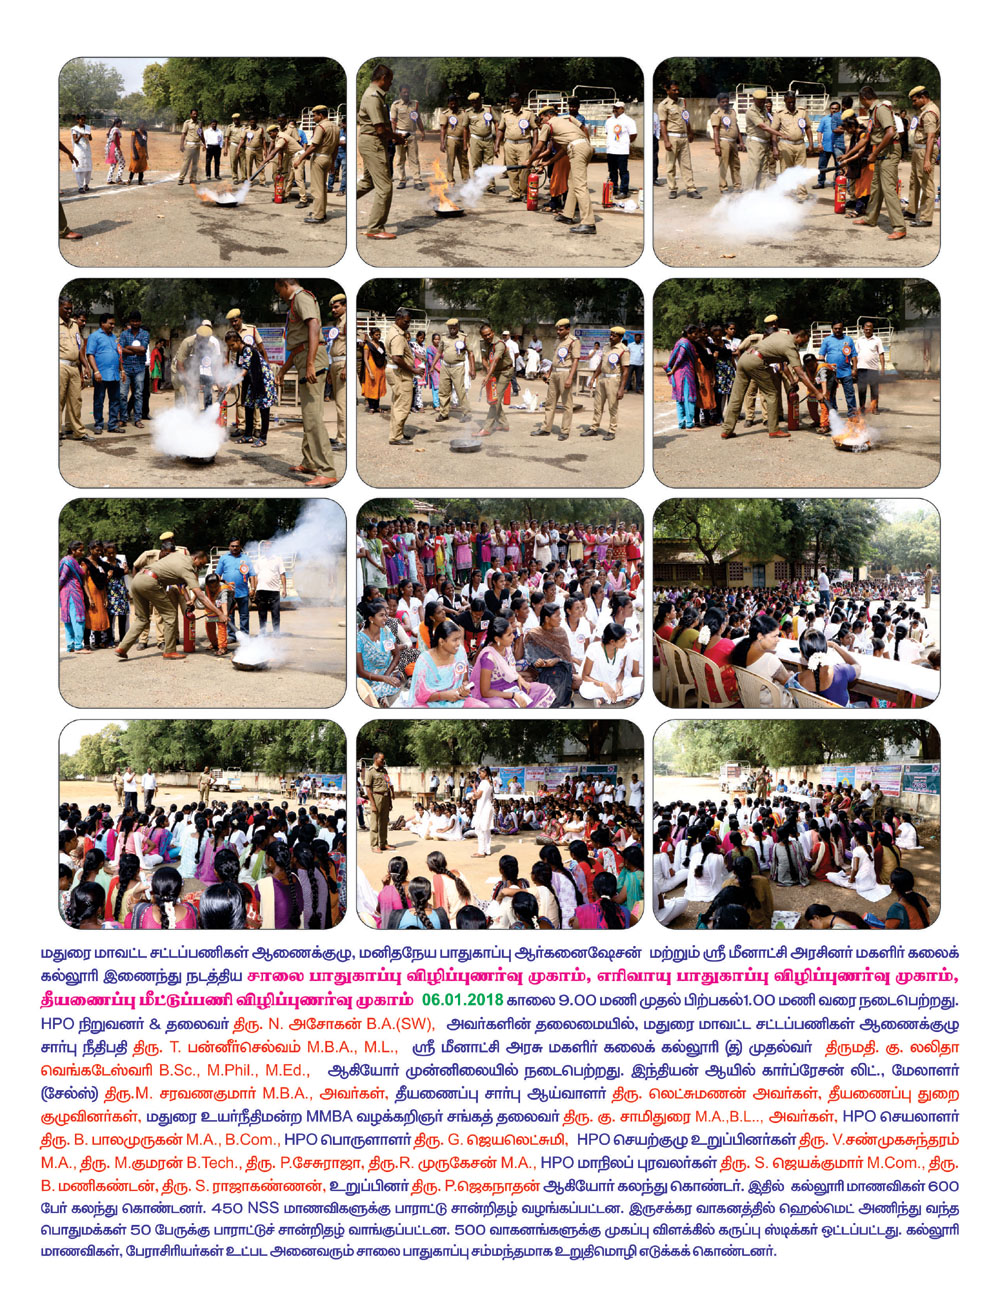 மதுரை மாவட்ட சட்டப்பணிகள் ஆணைக்குழு, மனிதநேய பாதுகாப்பு ஆர்கனைஷேசன் மற்றும் ஸ்ரீ மீனாட்சி அரசினர் மகளிர் கலைக்
கல்லூரி இணைந்து நடத்திய சாலை பாதுகாப்பு விழிப்புணர்வு முகாம், எரிவாயு பாதுகாப்பு விழிப்புணர்வு முகாம்,
தீயணைப்பு மீட்டுப்பணி விழிப்புணர்வு முகாம் 06.01.2018 காலை 9.00 மணி முதல் பிற்பகல்1.00 மணி வரை நடைபெற்றது.
HPO நிறுவனர் & தலைவர் திரு. N. அசோகன் B.A.(SW), அவர்களின் தலைமையில், மதுரை மாவட்ட சட்டப்பணிகள் ஆணைக்குழு
சார்பு நீதிபதி திரு. T. பன்னீர்செல்வம் M.B.A., M.L., ஸ்ரீ மீனாட்சி அரசு மகளிர் கலைக் கல்லூரி (த) முதல்வர் திருமதி. கு. லலிதா
வெங்கடேஸ்வரி B.Sc., M.Phil., M.Ed., ஆகியோர் முன்னிலையில் நடைபெற்றது. இந்தியன் ஆயில் கார்ப்ரேசன் லிட்., மேலாளர்
(சேல்ஸ்) திரு.M. சரவணகுமார் M.B.A., அவர்கள், தீயணைப்பு சார்பு ஆய்வாளர் திரு. லெட்சுமணன் அவர்கள், தீயணைப்பு துறை
குழுவினர்கள், மதுரை உயர்நீதிமன்ற MMBA வழக்கறிஞர் சங்கத் தலைவர் திரு. கு. சாமிதுரை M.A.,B.L.., அவர்கள், HPO செயலாளர்
திரு. B. பாலமுருகன் M.A., B.Com., HPO பொருளாளர் திரு. G. ஜெயலெட்சுமி, HPO செயற்குழு உறுப்பினர்கள் திரு. V.சண்முகசுந்தரம்
M.A., திரு. M.குமரன் B.Tech., திரு. P.சேசுராஜா, திரு.R. முருகேசன் M.A., HPO மாநிலப் புரவலர்கள் திரு. S. ஜெயக்குமார் M.Com., திரு.
B. மணிகண்டன், திரு. S. ராஜாகண்ணன், உறுப்பினர் திரு. P.ஜெகநாதன் ஆகியோர் கலந்து கொண்டர். இதில் கல்லூரி மாணவிகள் 600
பேர் கலந்து கொண்டனர். 450 NSS மாணவிகளுக்கு பாராட்டு சான்றிதழ் வழங்கப்பட்டன. இருசக்கர வாகனத்தில் ஹெல்மெட் அணிந்து வந்த
பொதுமக்கள் 50 பேருக்கு பாராட்டுச் சான்றிதழ் வாங்குப்பட்டன. 500 வாகனங்களுக்கு முகப்பு விளக்கில் கருப்பு ஸ்டிக்கர் ஒட்டப்பட்டது. கல்லூரி
மாணவிகள், பேராசிரியர்கள் உட்பட அனைவரும் சாலை பாதுகாப்பு சம்மந்தமாக உறுதிமொழி எடுக்கக் கொண்டனர்.